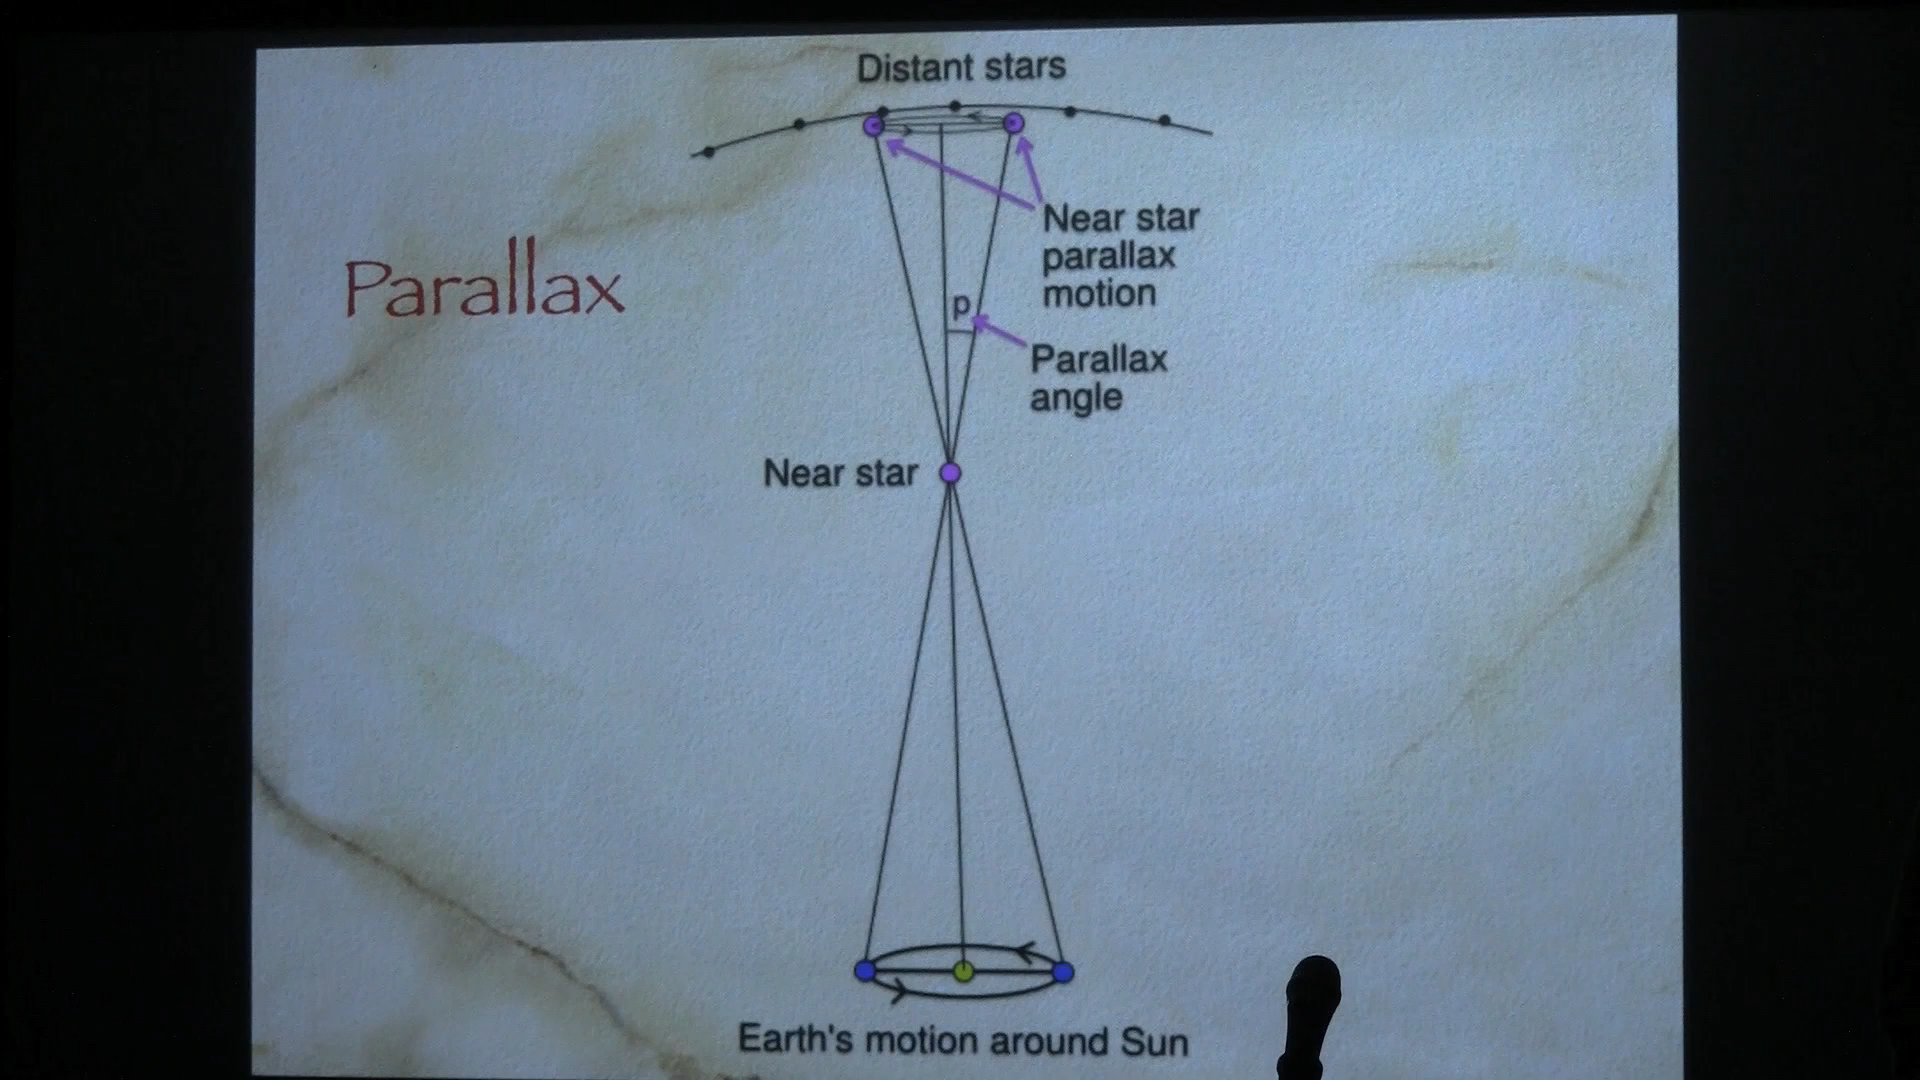 Distant stars
Parallax
Near star
parallax
motion
p
Parallax
angle
Near star
Earth's motion around Sun